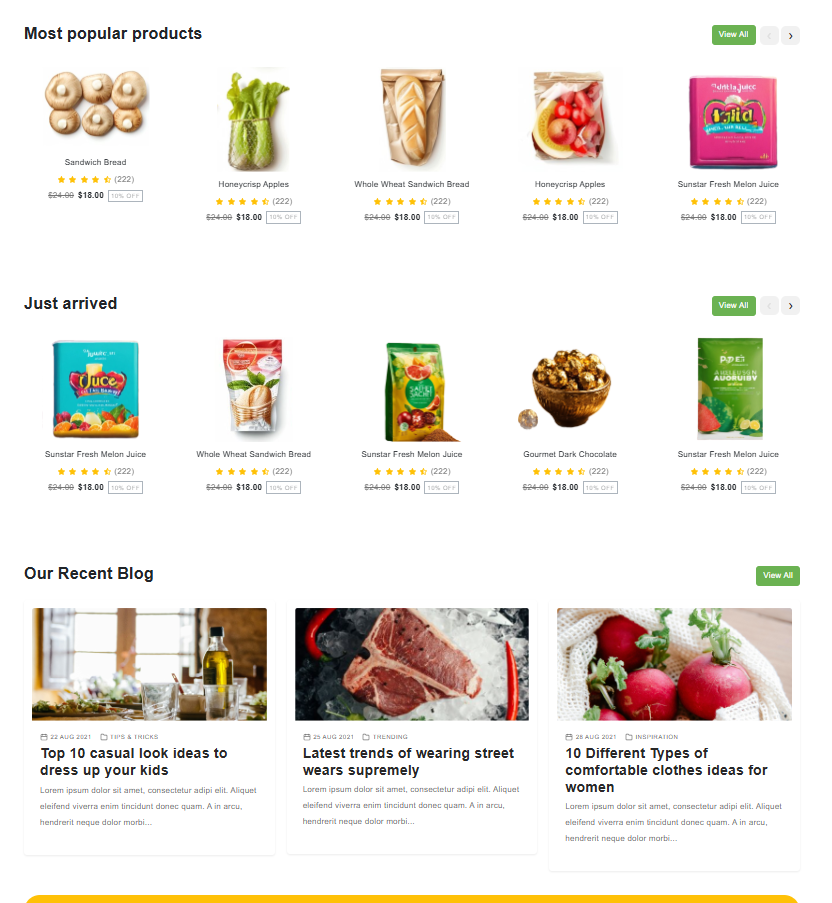 Most popular products
View All
Sandwich Bread
(222)
$24.00 $18.00 10% OFF
Honeycrisp Apples
(222)
$24.00 $18.00 10% OFF
Whole Wheat Sandwich Bread
(222)
$24.00 $18.00 10% OFF
Honeycrisp Apples
(222)
$24.00 $18.00 10% OFF
Sunstar Fresh Melon Juice
(222)
$24.00 $18.00 10% OFF
Just arrived
View All
Juce
Sunstar Fresh Melon Juice
(222)
$24.00 $18.00 10% OFF
Whole Wheat Sandwich Bread
(222)
$24.00 $18.00 10% OFF
Sunstar Fresh Melon Juice
(222)
$24.00 $18.00 10% OFF
Gourmet Dark Chocolate
(222)
$24.00 $18.00 10% OFF
Sunstar Fresh Melon Juice
(222)
$24.00 $18.00 10% OFF
Our Recent Blog
View All
22 AUG 2021 TIPS & TRICKS
Top 10 casual look ideas to
dress up your kids
Lorem ipsum dolor sit amet, consectetur adipi elit. Aliquet
eleifend viverra enim tincidunt donec quam. A in arcu,
hendrerit neque dolor morbi...
25 AUG 2021 TRENDING
Latest trends of wearing street
wears supremely
Lorem ipsum dolor sit amet, consectetur adipi elit. Aliquet
eleifend viverra enim tincidunt donec quam. A in arcu,
hendrerit neque dolor morbi...
28 AUG 2021 INSPIRATION
10 Different Types of
comfortable clothes ideas for
women
Lorem ipsum dolor sit amet, consectetur adipi elit. Aliquet
eleifend viverra enim tincidunt donec quam. A in arcu,
hendrerit neque dolor morbi...